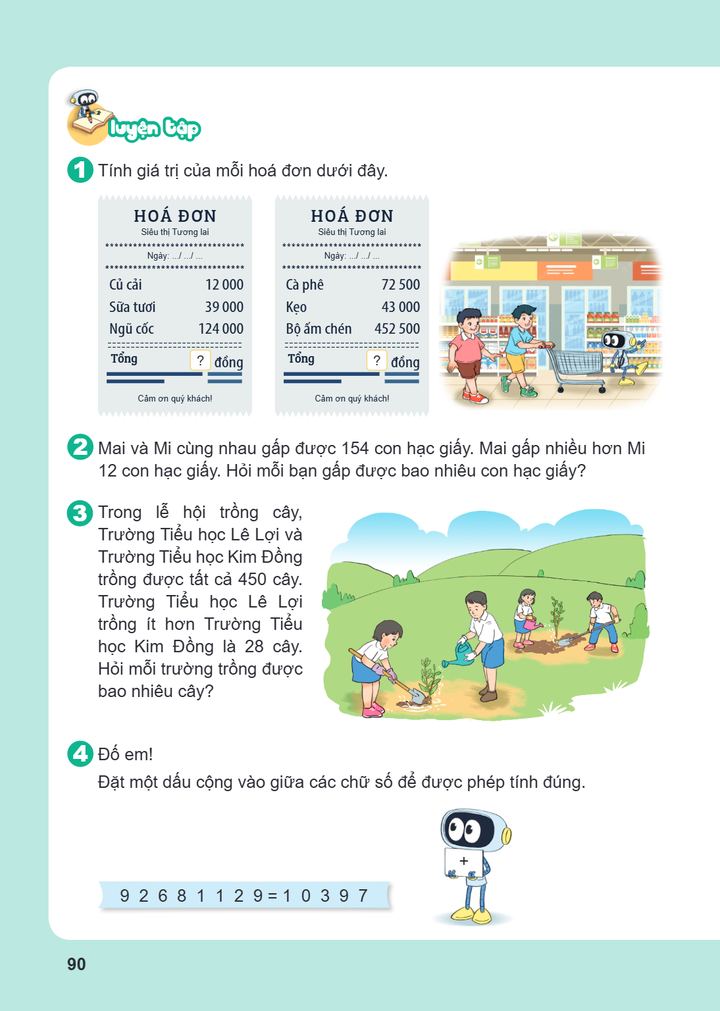 luyện tập
1 Tính giá trị của mỗi hoá đơn dưới đây.
HOÁ ĐƠN
Siêu thị Tương lai
******************************
Ngày: .../ .../ ...
******************************
Củ cải 12 000
Sữa tươi 39 000
Ngũ cốc 124 000
Tổng ? đồng
Cảm ơn quý khách!
HOÁ ĐƠN
Siêu thị Tương lai
******************************
Ngày: .../ .../ ...
******************************
Cà phê 72 500
Kẹo 43 000
Bộ ấm chén 452 500
Tổng ? đồng
Cảm ơn quý khách!
2 Mai và Mi cùng nhau gấp được 154 con hạc giấy. Mai gấp nhiều hơn Mi
12 con hạc giấy. Hỏi mỗi bạn gấp được bao nhiêu con hạc giấy?
3 Trong lễ hội trồng cây,
Trường Tiểu học Lê Lợi và
Trường Tiểu học Kim Đồng
trồng được tất cả 450 cây.
Trường Tiểu học Lê Lợi
trồng ít hơn Trường Tiểu
học Kim Đồng là 28 cây.
Hỏi mỗi trường trồng được
bao nhiêu cây?
4 Đố em!
Đặt một dấu cộng vào giữa các chữ số để được phép tính đúng.
+
9 2 6 8 1 1 2 9 = 1 0 3 9 7
90